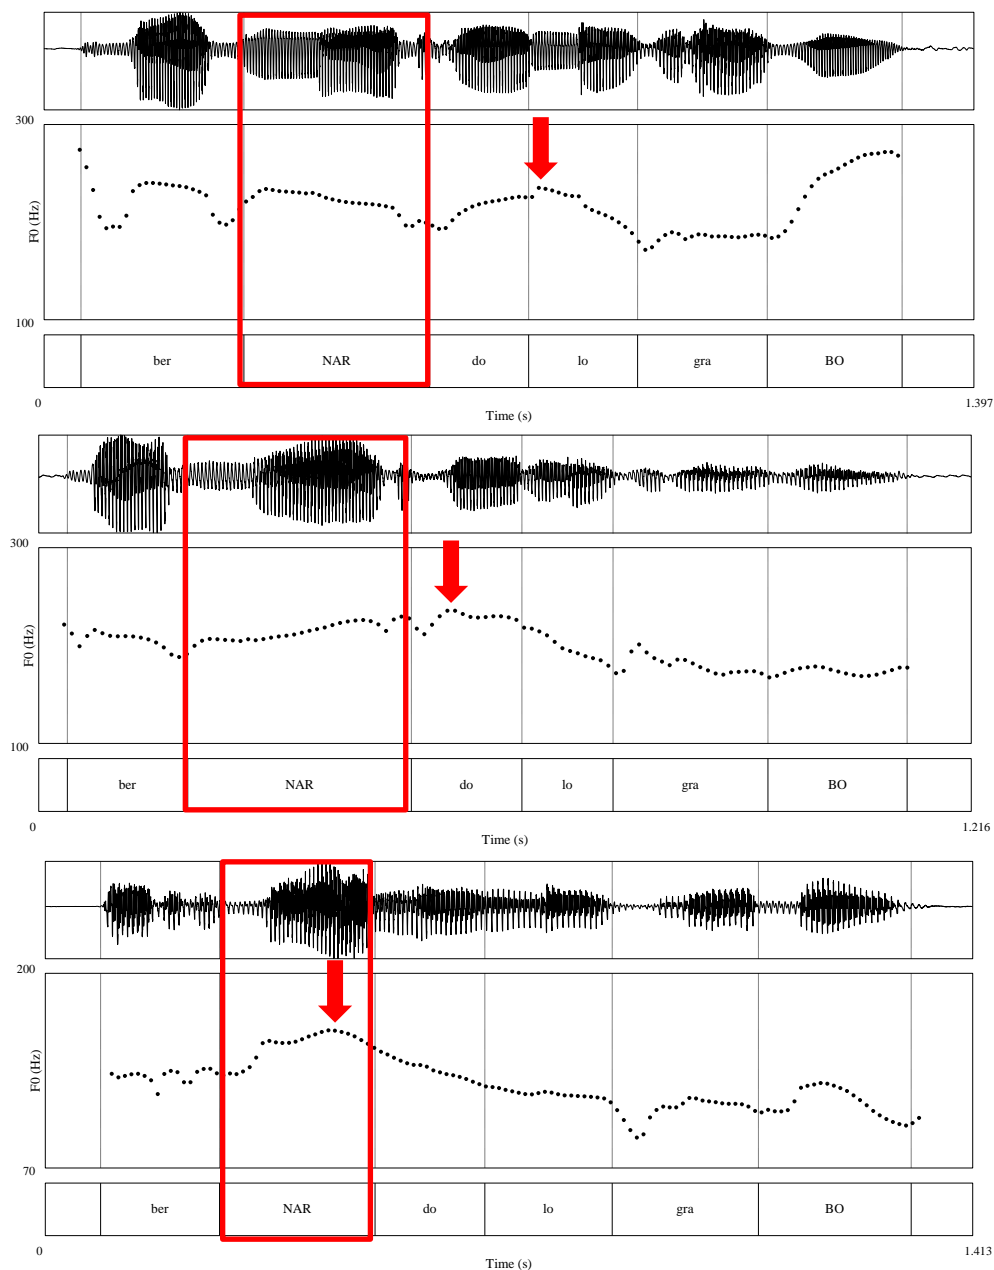 300
F0 (Hz)
100
ber NAR do lo gra BO
0 1.397
Time (s)
300
F0 (Hz)
100
ber NAR do lo gra BO
0 1.216
Time (s)
200
F0 (Hz)
70
ber NAR do lo gra BO
0 1.413
Time (s)